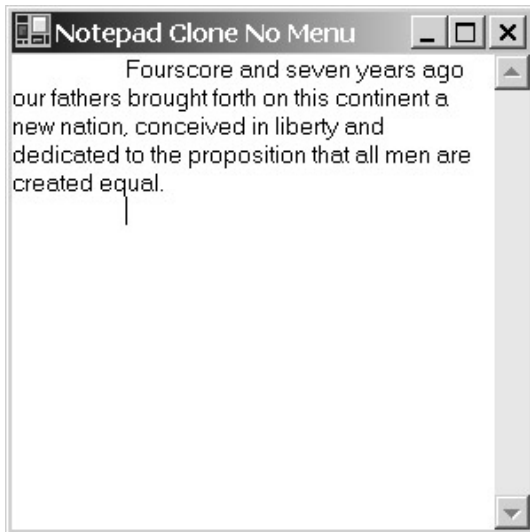 Notepad Clone No Menu
Fourscore and seven years ago
our fathers brought forth on this continent a
new nation, conceived in liberty and
dedicated to the proposition that all men are
created equal.